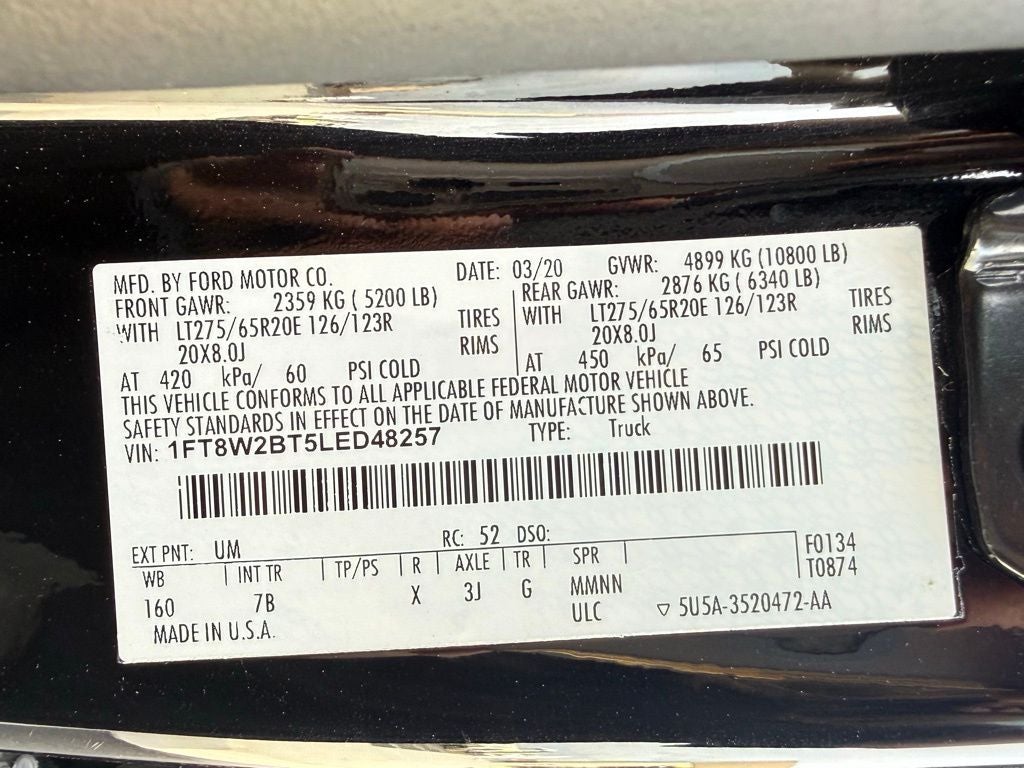 MFD. BY FORD MOTOR CO. DATE: 03/20 GVWR: 4899 KG (10800 LB)
FRONT GAWR: 2359 KG ( 5200 LB) REAR GAWR: 2876 KG ( 6340 LB)
WITH LT275/65R20E 126/123R TIRES WITH LT275/65R20E 126/123R TIRES
20X8.0J RIMS 20X8.0J RIMS
AT 420 kPa/ 60 PSI COLD AT 450 kPa/ 65 PSI COLD
THIS VEHICLE CONFORMS TO ALL APPLICABLE FEDERAL MOTOR VEHICLE
SAFETY STANDARDS IN EFFECT ON THE DATE OF MANUFACTURE SHOWN ABOVE.
VIN: 1FT8W2BT5LED48257 TYPE: Truck
EXT PNT: UM RC: 52 DSO:
WB INT TR TP/PS R AXLE TR SPR F0134
T0874
160 7B X 3J G MMNN
ULC ▽ 5U5A-3520472-AA
MADE IN U.S.A.